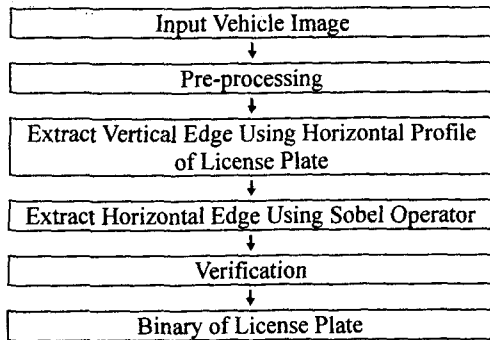 Input Vehicle Image
Pre-processing
Extract Vertical Edge Using Horizontal Profile
of License Plate
Extract Horizontal Edge Using Sobel Operator
Verification
Binary of License Plate